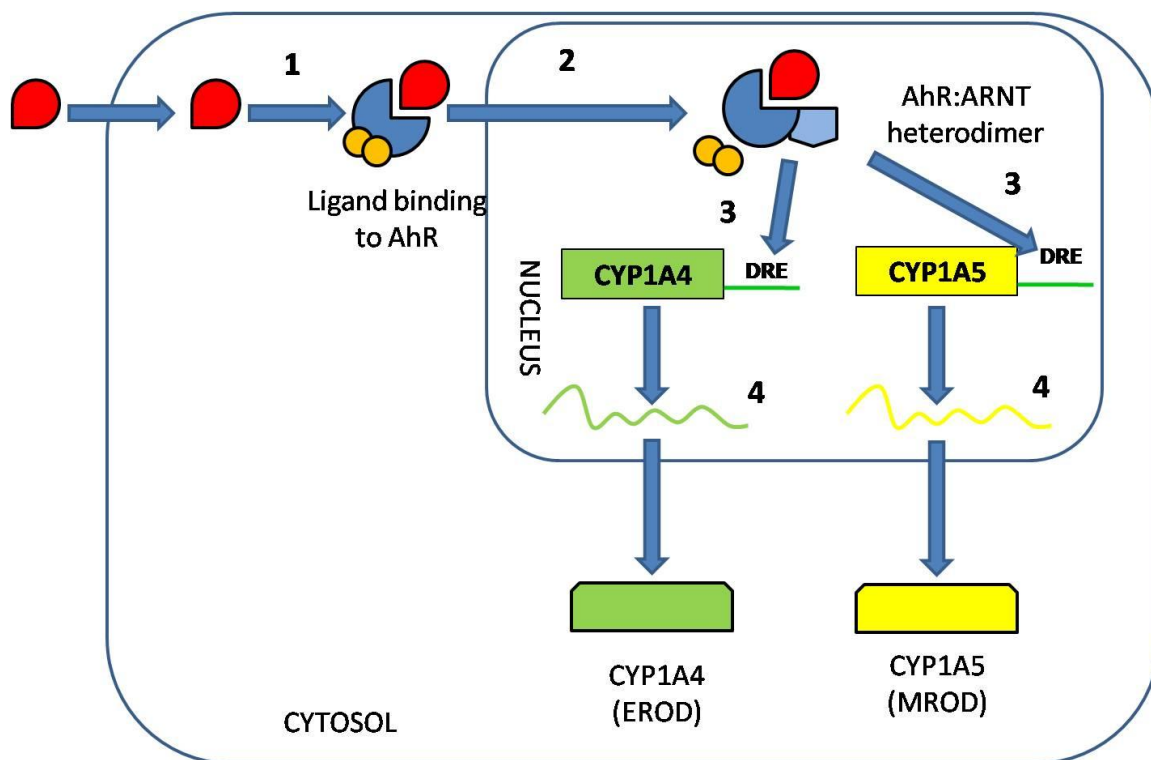 1
2
AhR:ARNT
heterodimer
Ligand binding
to AhR
3
3
NUCLEUS
CYP1A4
DRE
CYP1A5
DRE
4
4
CYP1A4
(EROD)
CYP1A5
(MROD)
CYTOSOL